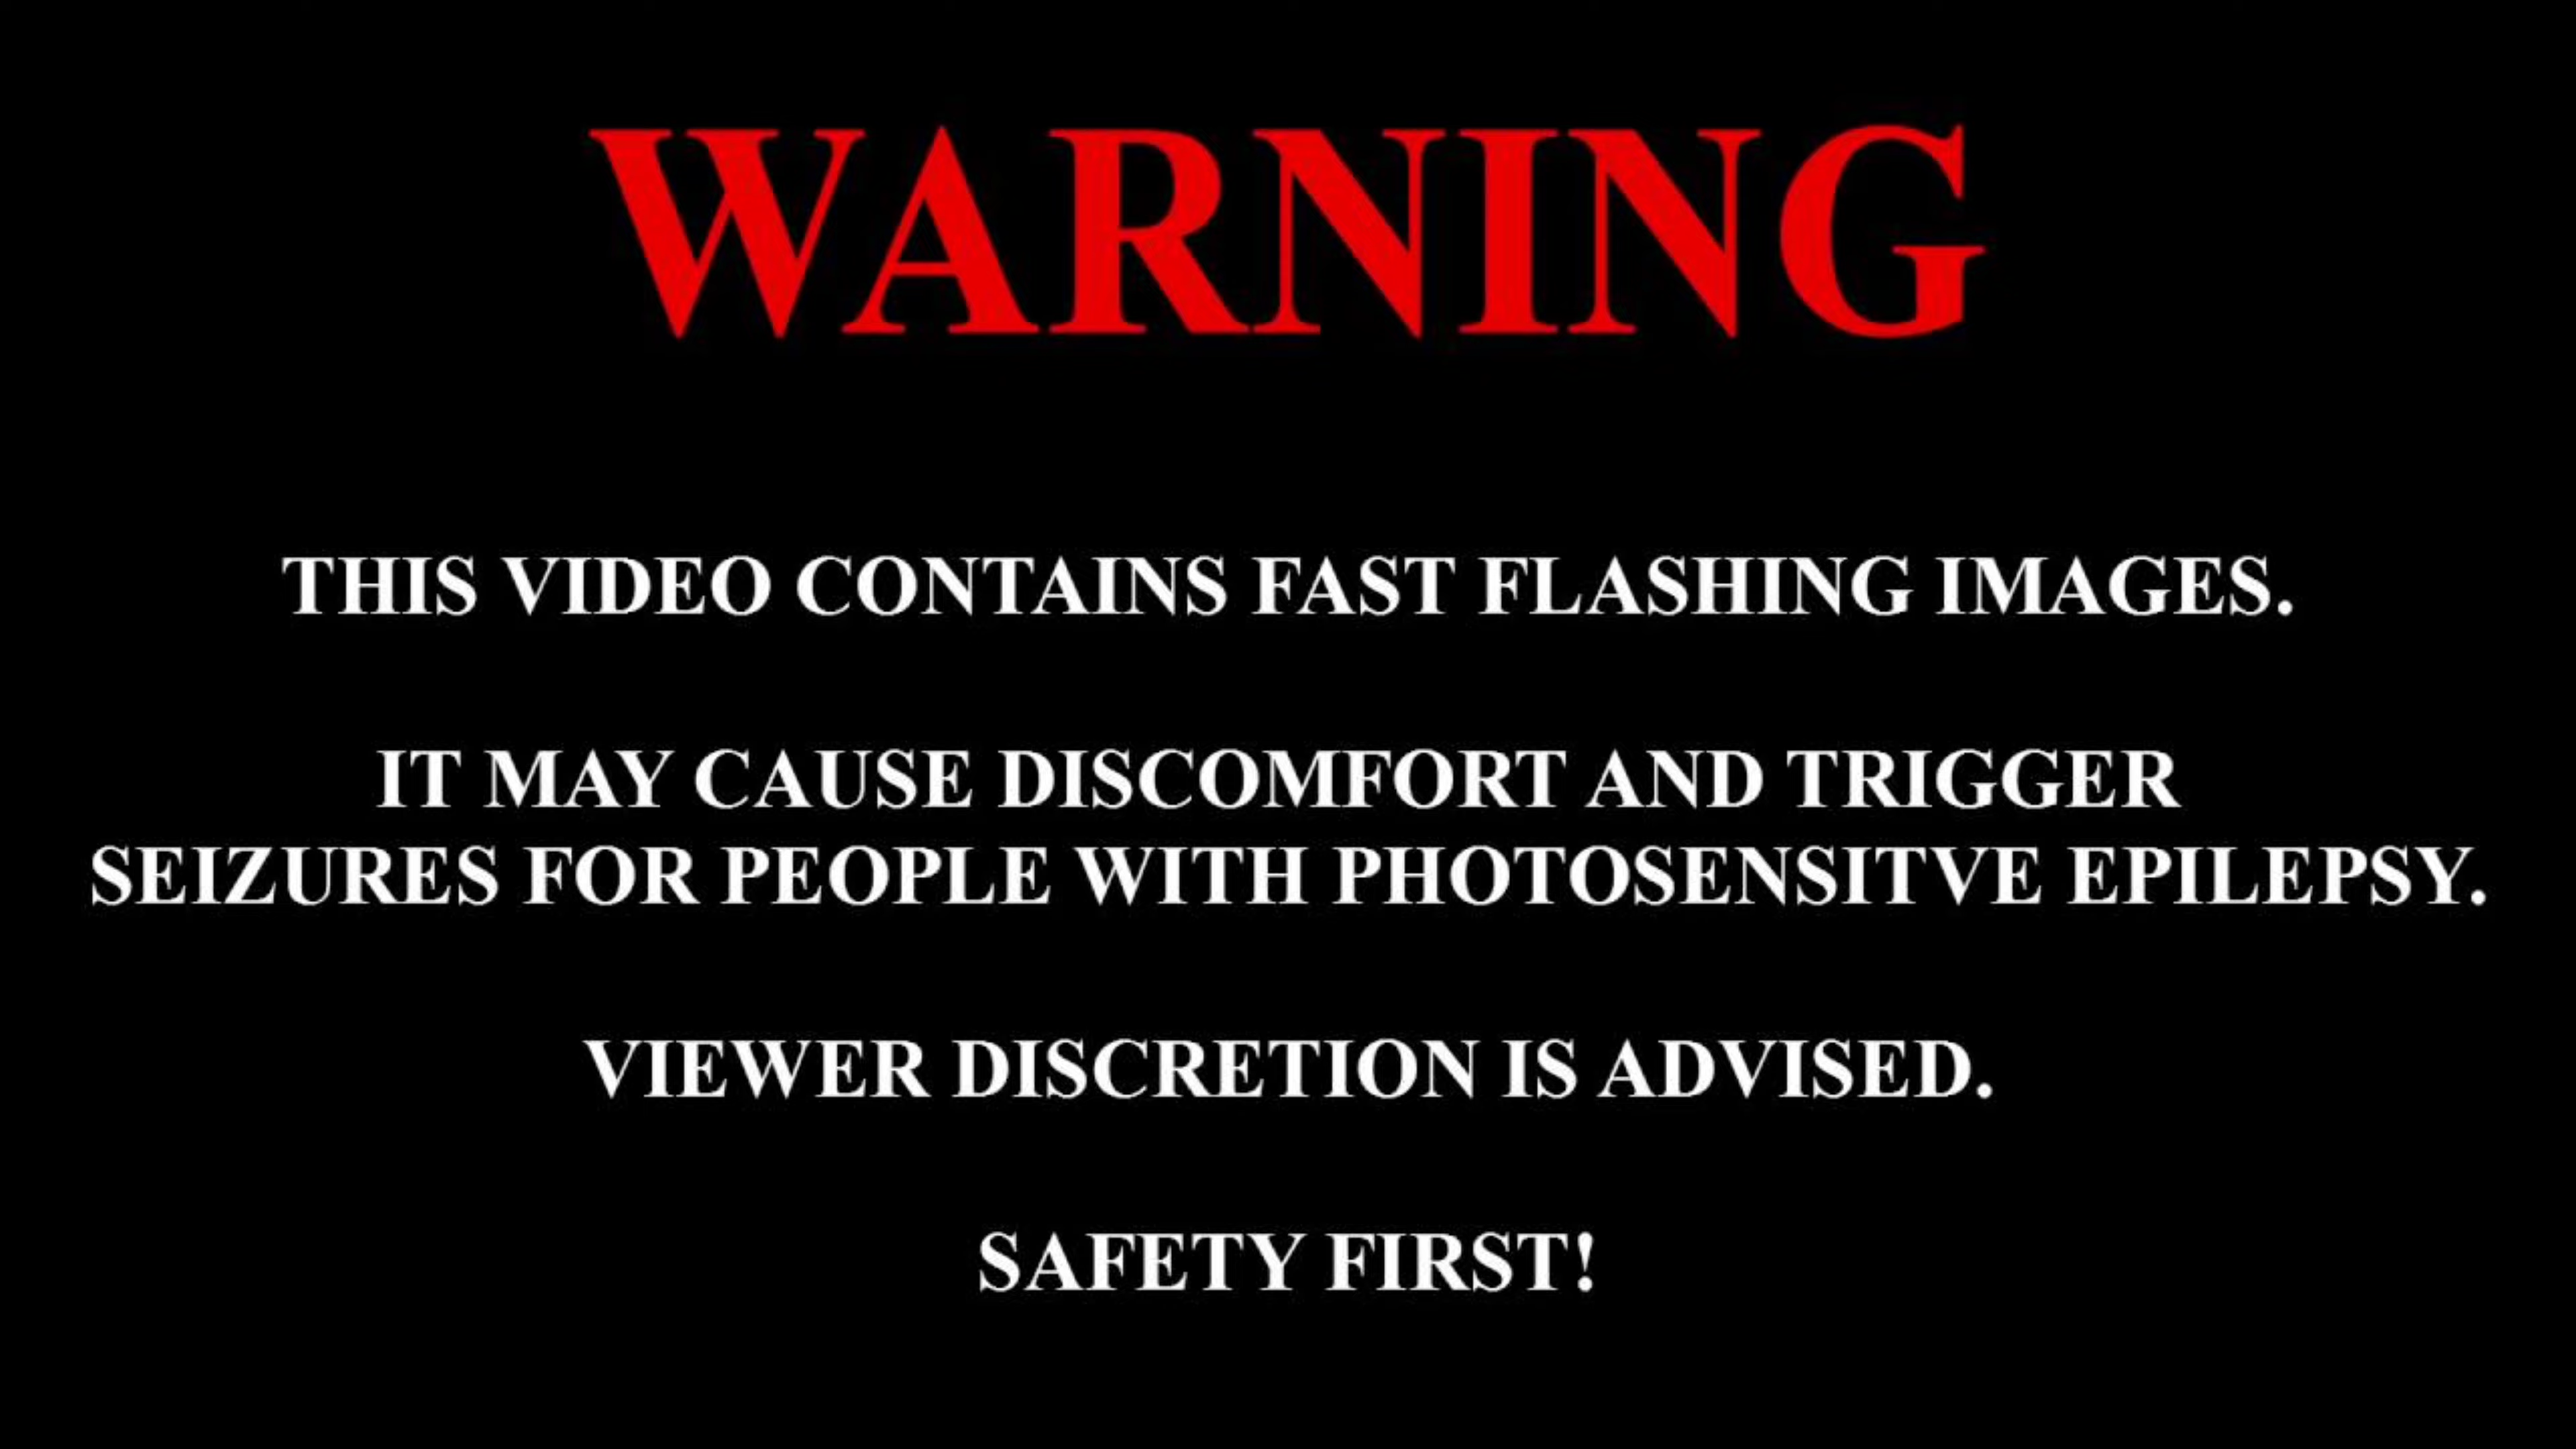 WARNING
THIS VIDEO CONTAINS FAST FLASHING IMAGES.
IT MAY CAUSE DISCOMFORT AND TRIGGER
SEIZURES FOR PEOPLE WITH PHOTOSENSITVE EPILEPSY.
VIEWER DISCRETION IS ADVISED.
SAFETY FIRST!